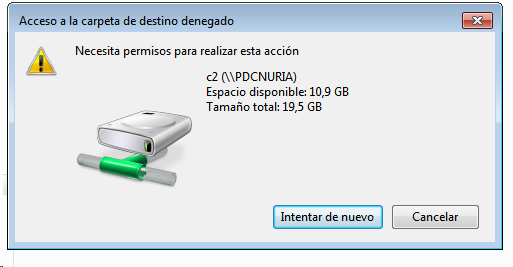 Acceso a la carpeta de destino denegado
Necesita permisos para realizar esta acción
c2 (\\PDCNURIA)
Espacio disponible: 10,9 GB
Tamaño total: 19,5 GB
Intentar de nuevo
Cancelar